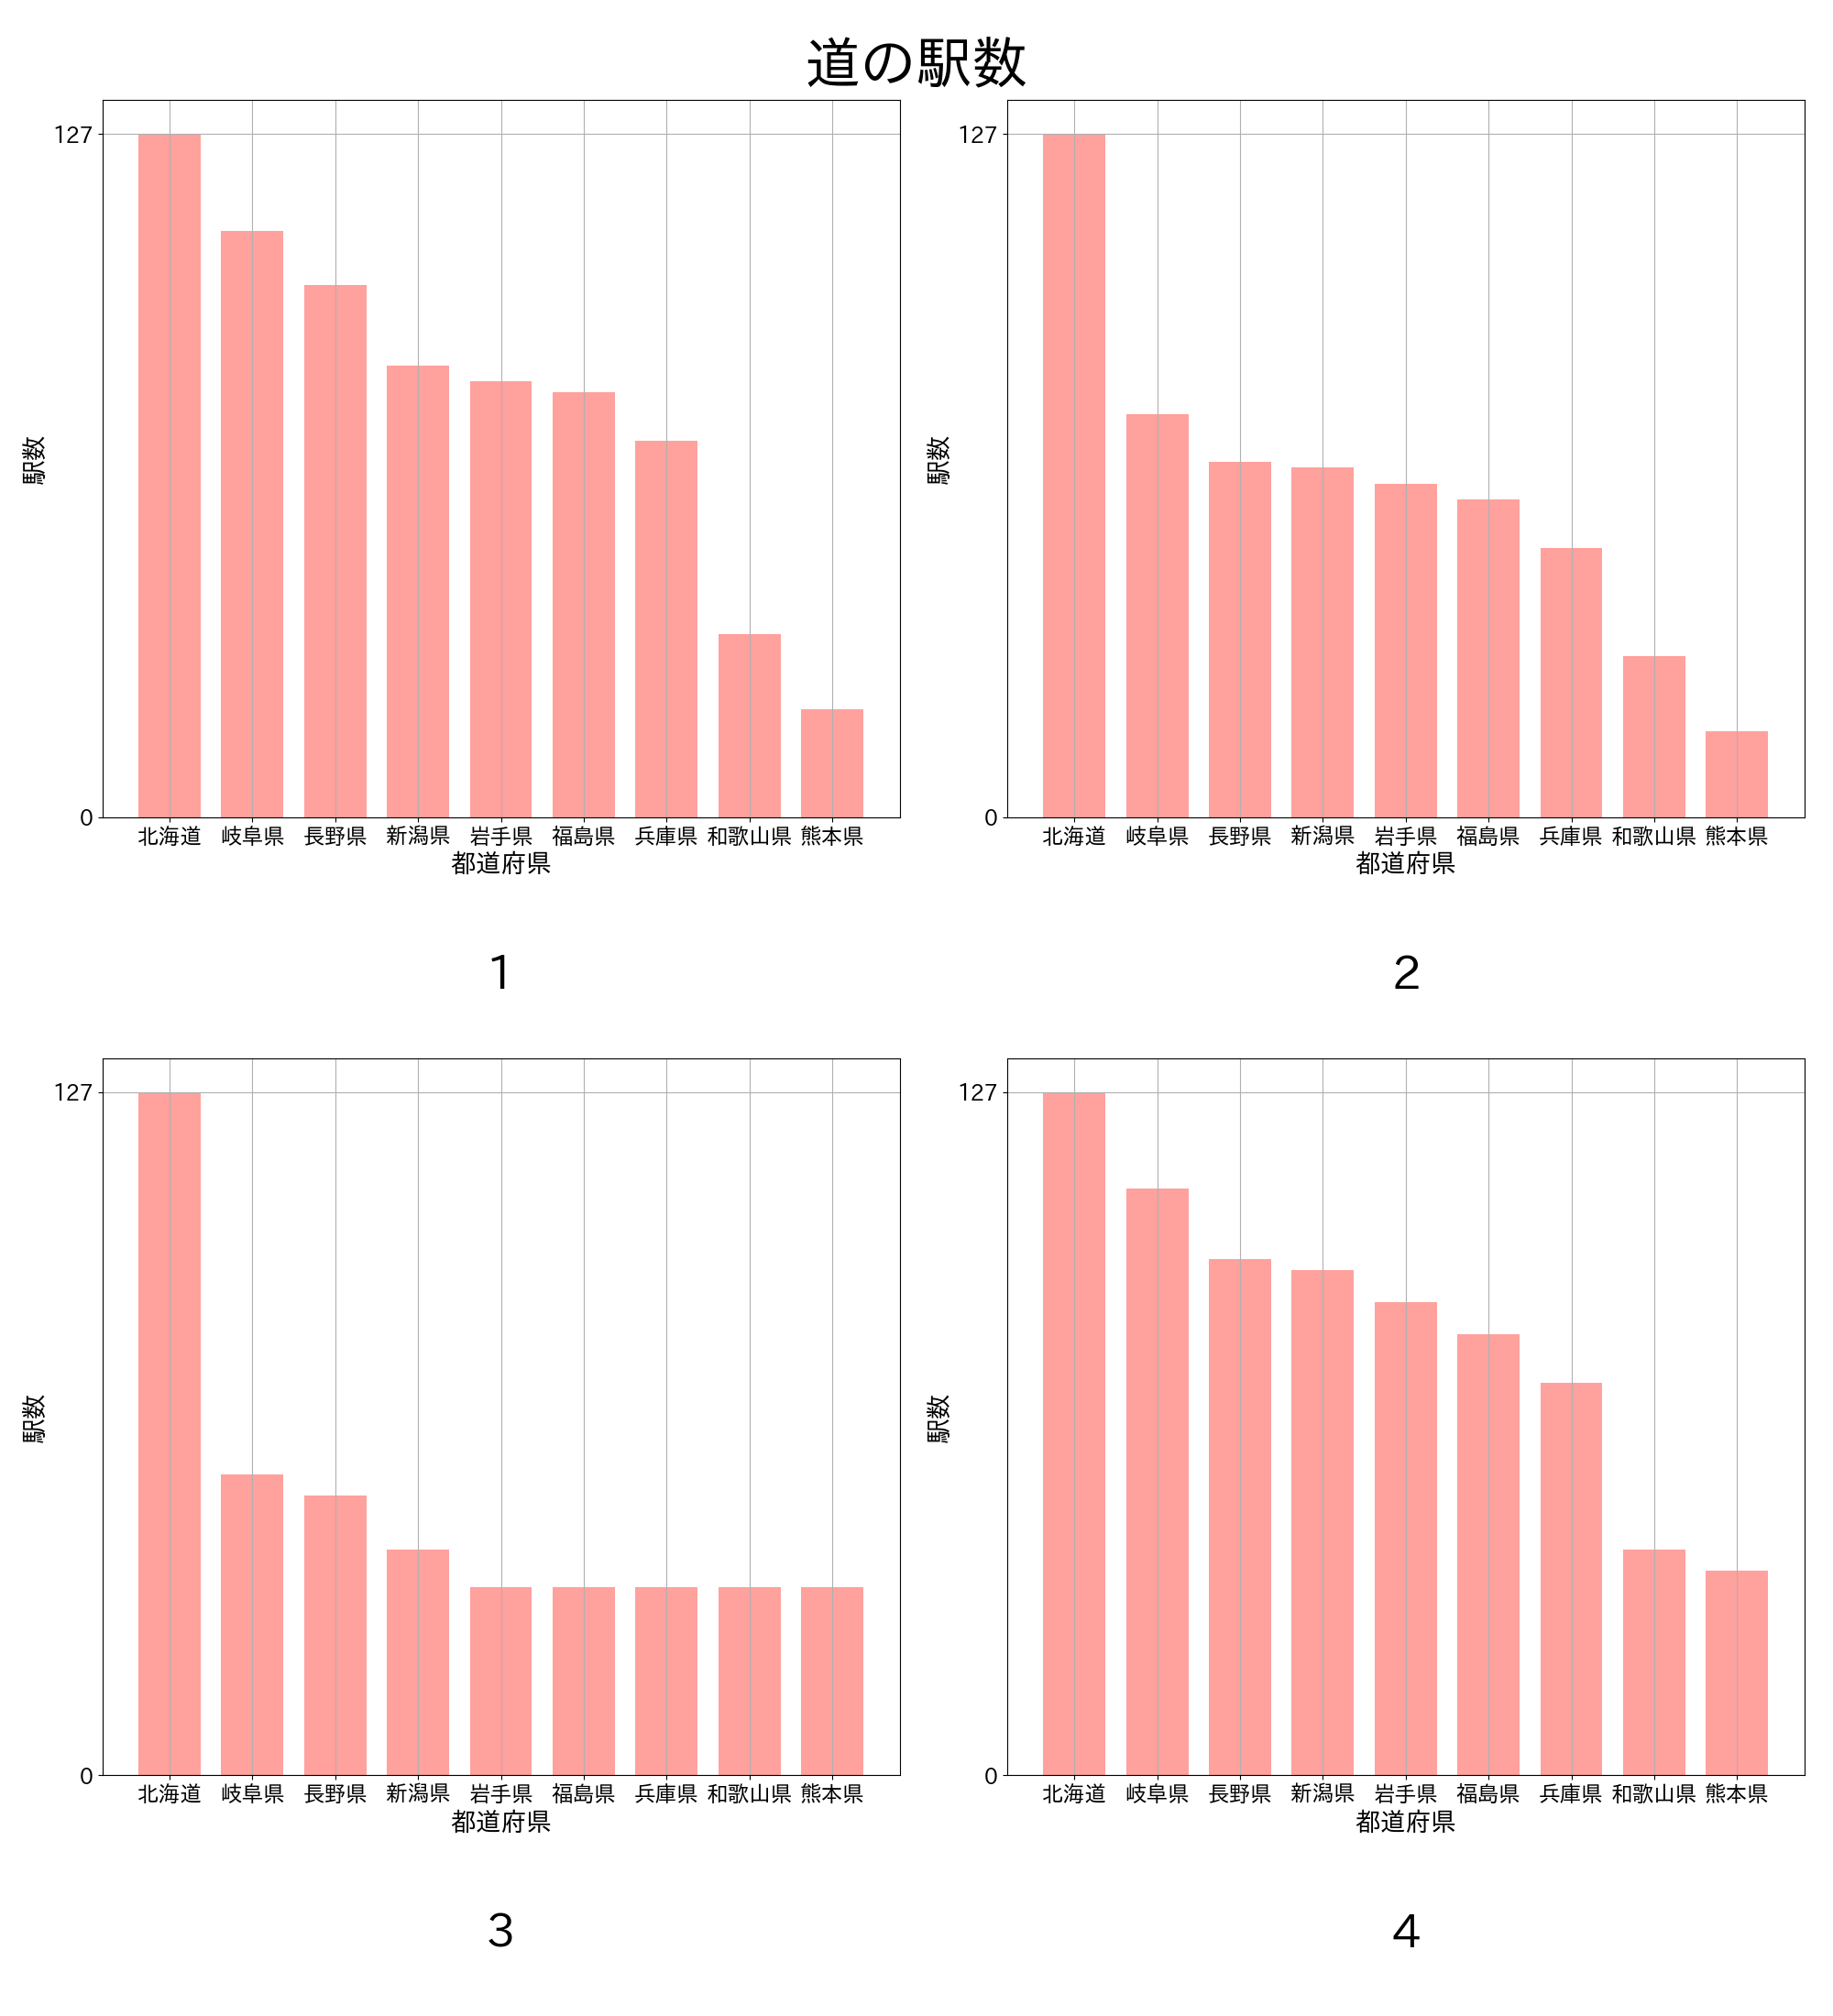 道の駅数
127
駅数
0
北海道 岐阜県 長野県 新潟県 岩手県 福島県 兵庫県 和歌山県 熊本県
都道府県
1
127
駅数
0
北海道 岐阜県 長野県 新潟県 岩手県 福島県 兵庫県 和歌山県 熊本県
都道府県
2
127
駅数
0
北海道 岐阜県 長野県 新潟県 岩手県 福島県 兵庫県 和歌山県 熊本県
都道府県
3
127
駅数
0
北海道 岐阜県 長野県 新潟県 岩手県 福島県 兵庫県 和歌山県 熊本県
都道府県
4